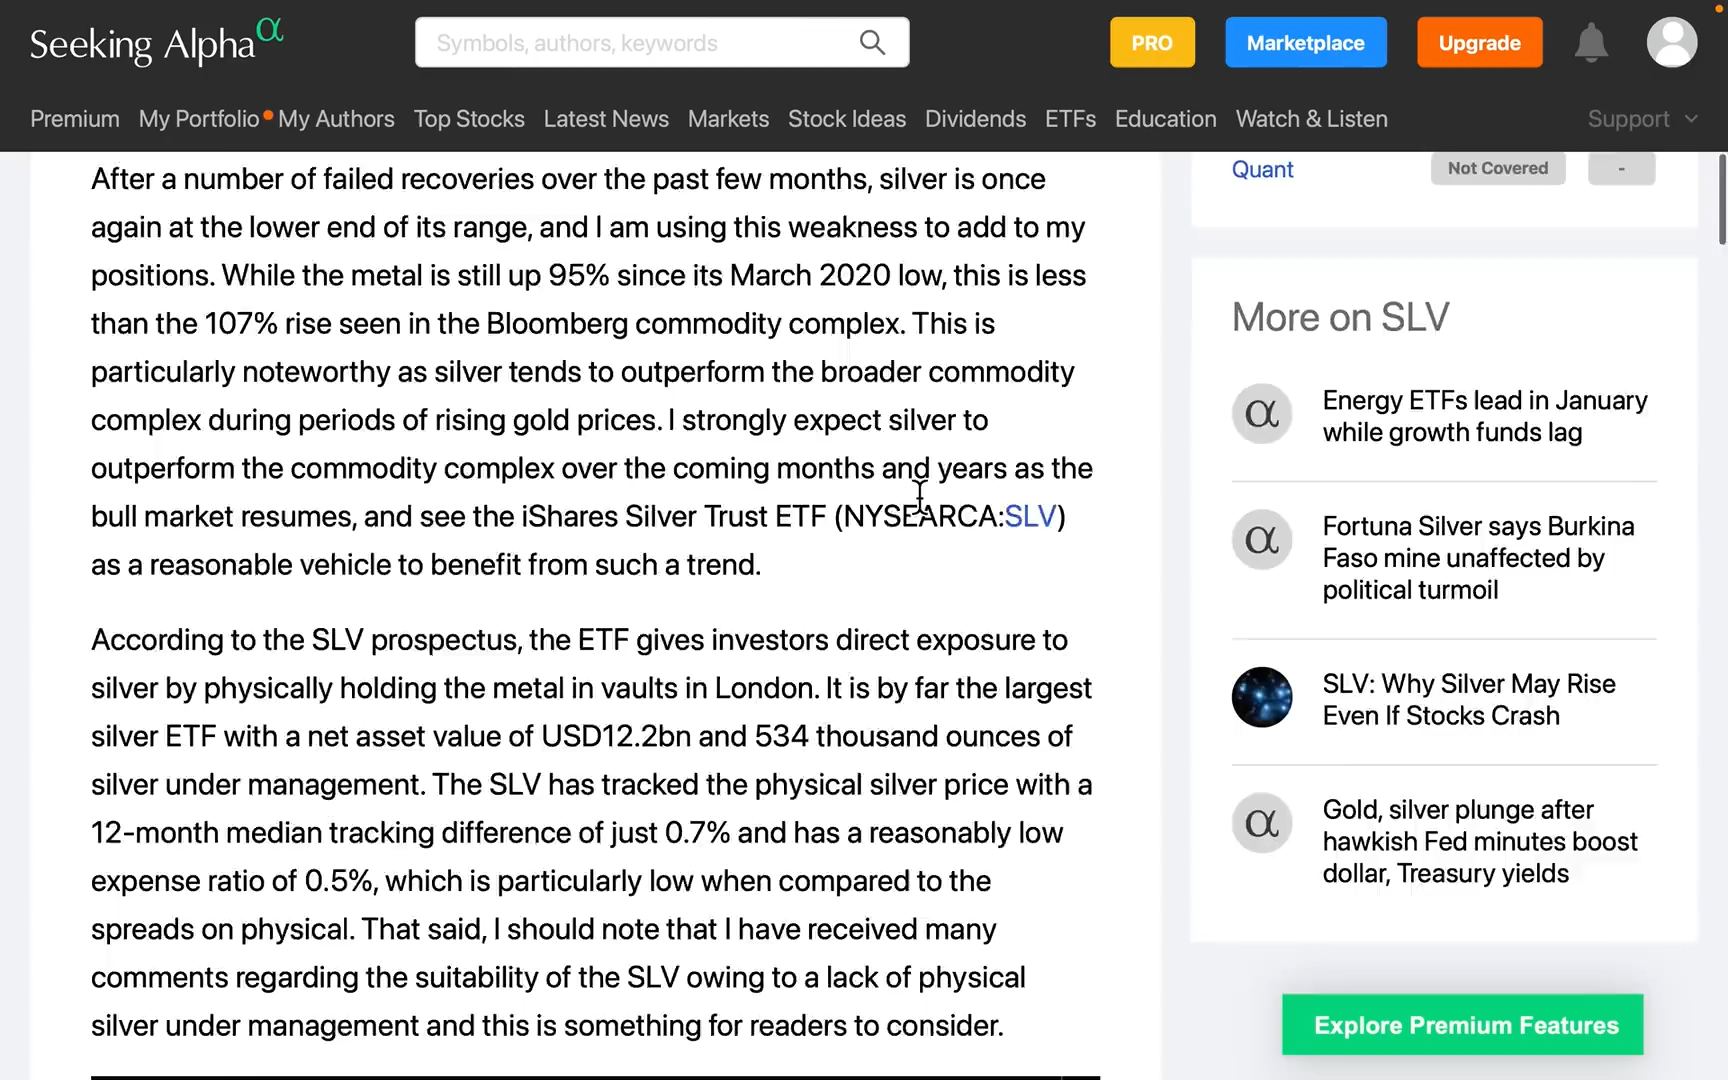 Seeking Alpha α
Symbols, authors, keywords
PRO
Marketplace
Upgrade
Premium My Portfolio My Authors Top Stocks Latest News Markets Stock Ideas Dividends ETFs Education Watch & Listen Support
After a number of failed recoveries over the past few months, silver is once
again at the lower end of its range, and I am using this weakness to add to my
positions. While the metal is still up 95% since its March 2020 low, this is less
than the 107% rise seen in the Bloomberg commodity complex. This is
particularly noteworthy as silver tends to outperform the broader commodity
complex during periods of rising gold prices. I strongly expect silver to
outperform the commodity complex over the coming months and years as the
bull market resumes, and see the iShares Silver Trust ETF (NYSEARCA:SLV)
as a reasonable vehicle to benefit from such a trend.
According to the SLV prospectus, the ETF gives investors direct exposure to
silver by physically holding the metal in vaults in London. It is by far the largest
silver ETF with a net asset value of USD12.2bn and 534 thousand ounces of
silver under management. The SLV has tracked the physical silver price with a
12-month median tracking difference of just 0.7% and has a reasonably low
expense ratio of 0.5%, which is particularly low when compared to the
spreads on physical. That said, I should note that I have received many
comments regarding the suitability of the SLV owing to a lack of physical
silver under management and this is something for readers to consider.
Quant Not Covered -
More on SLV
α
Energy ETFs lead in January
while growth funds lag
α
Fortuna Silver says Burkina
Faso mine unaffected by
political turmoil
SLV: Why Silver May Rise
Even If Stocks Crash
α
Gold, silver plunge after
hawkish Fed minutes boost
dollar, Treasury yields
Explore Premium Features